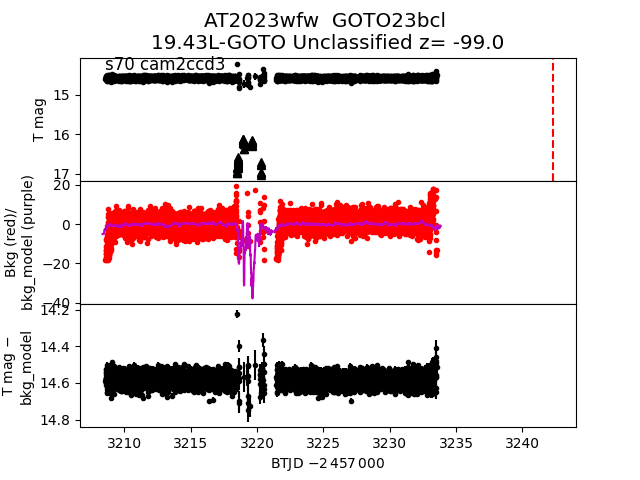 AT2023wfw  GOTO23bcl
19.43L-GOTO Unclassified z= -99.0
s70 cam2ccd3
T mag
15
16
17
Bkg (red)/
bkg_model (purple)
20
0
−20
−40
T mag −
bkg_model
14.2
14.4
14.6
14.8
3210 3215 3220 3225 3230 3235 3240
BTJD −2 457 000